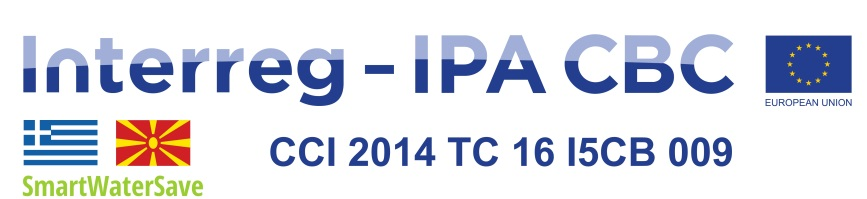 Interreg - IPA CBC
EUROPEAN UNION
CCI 2014 TC 16 I5CB 009
SmartWaterSave